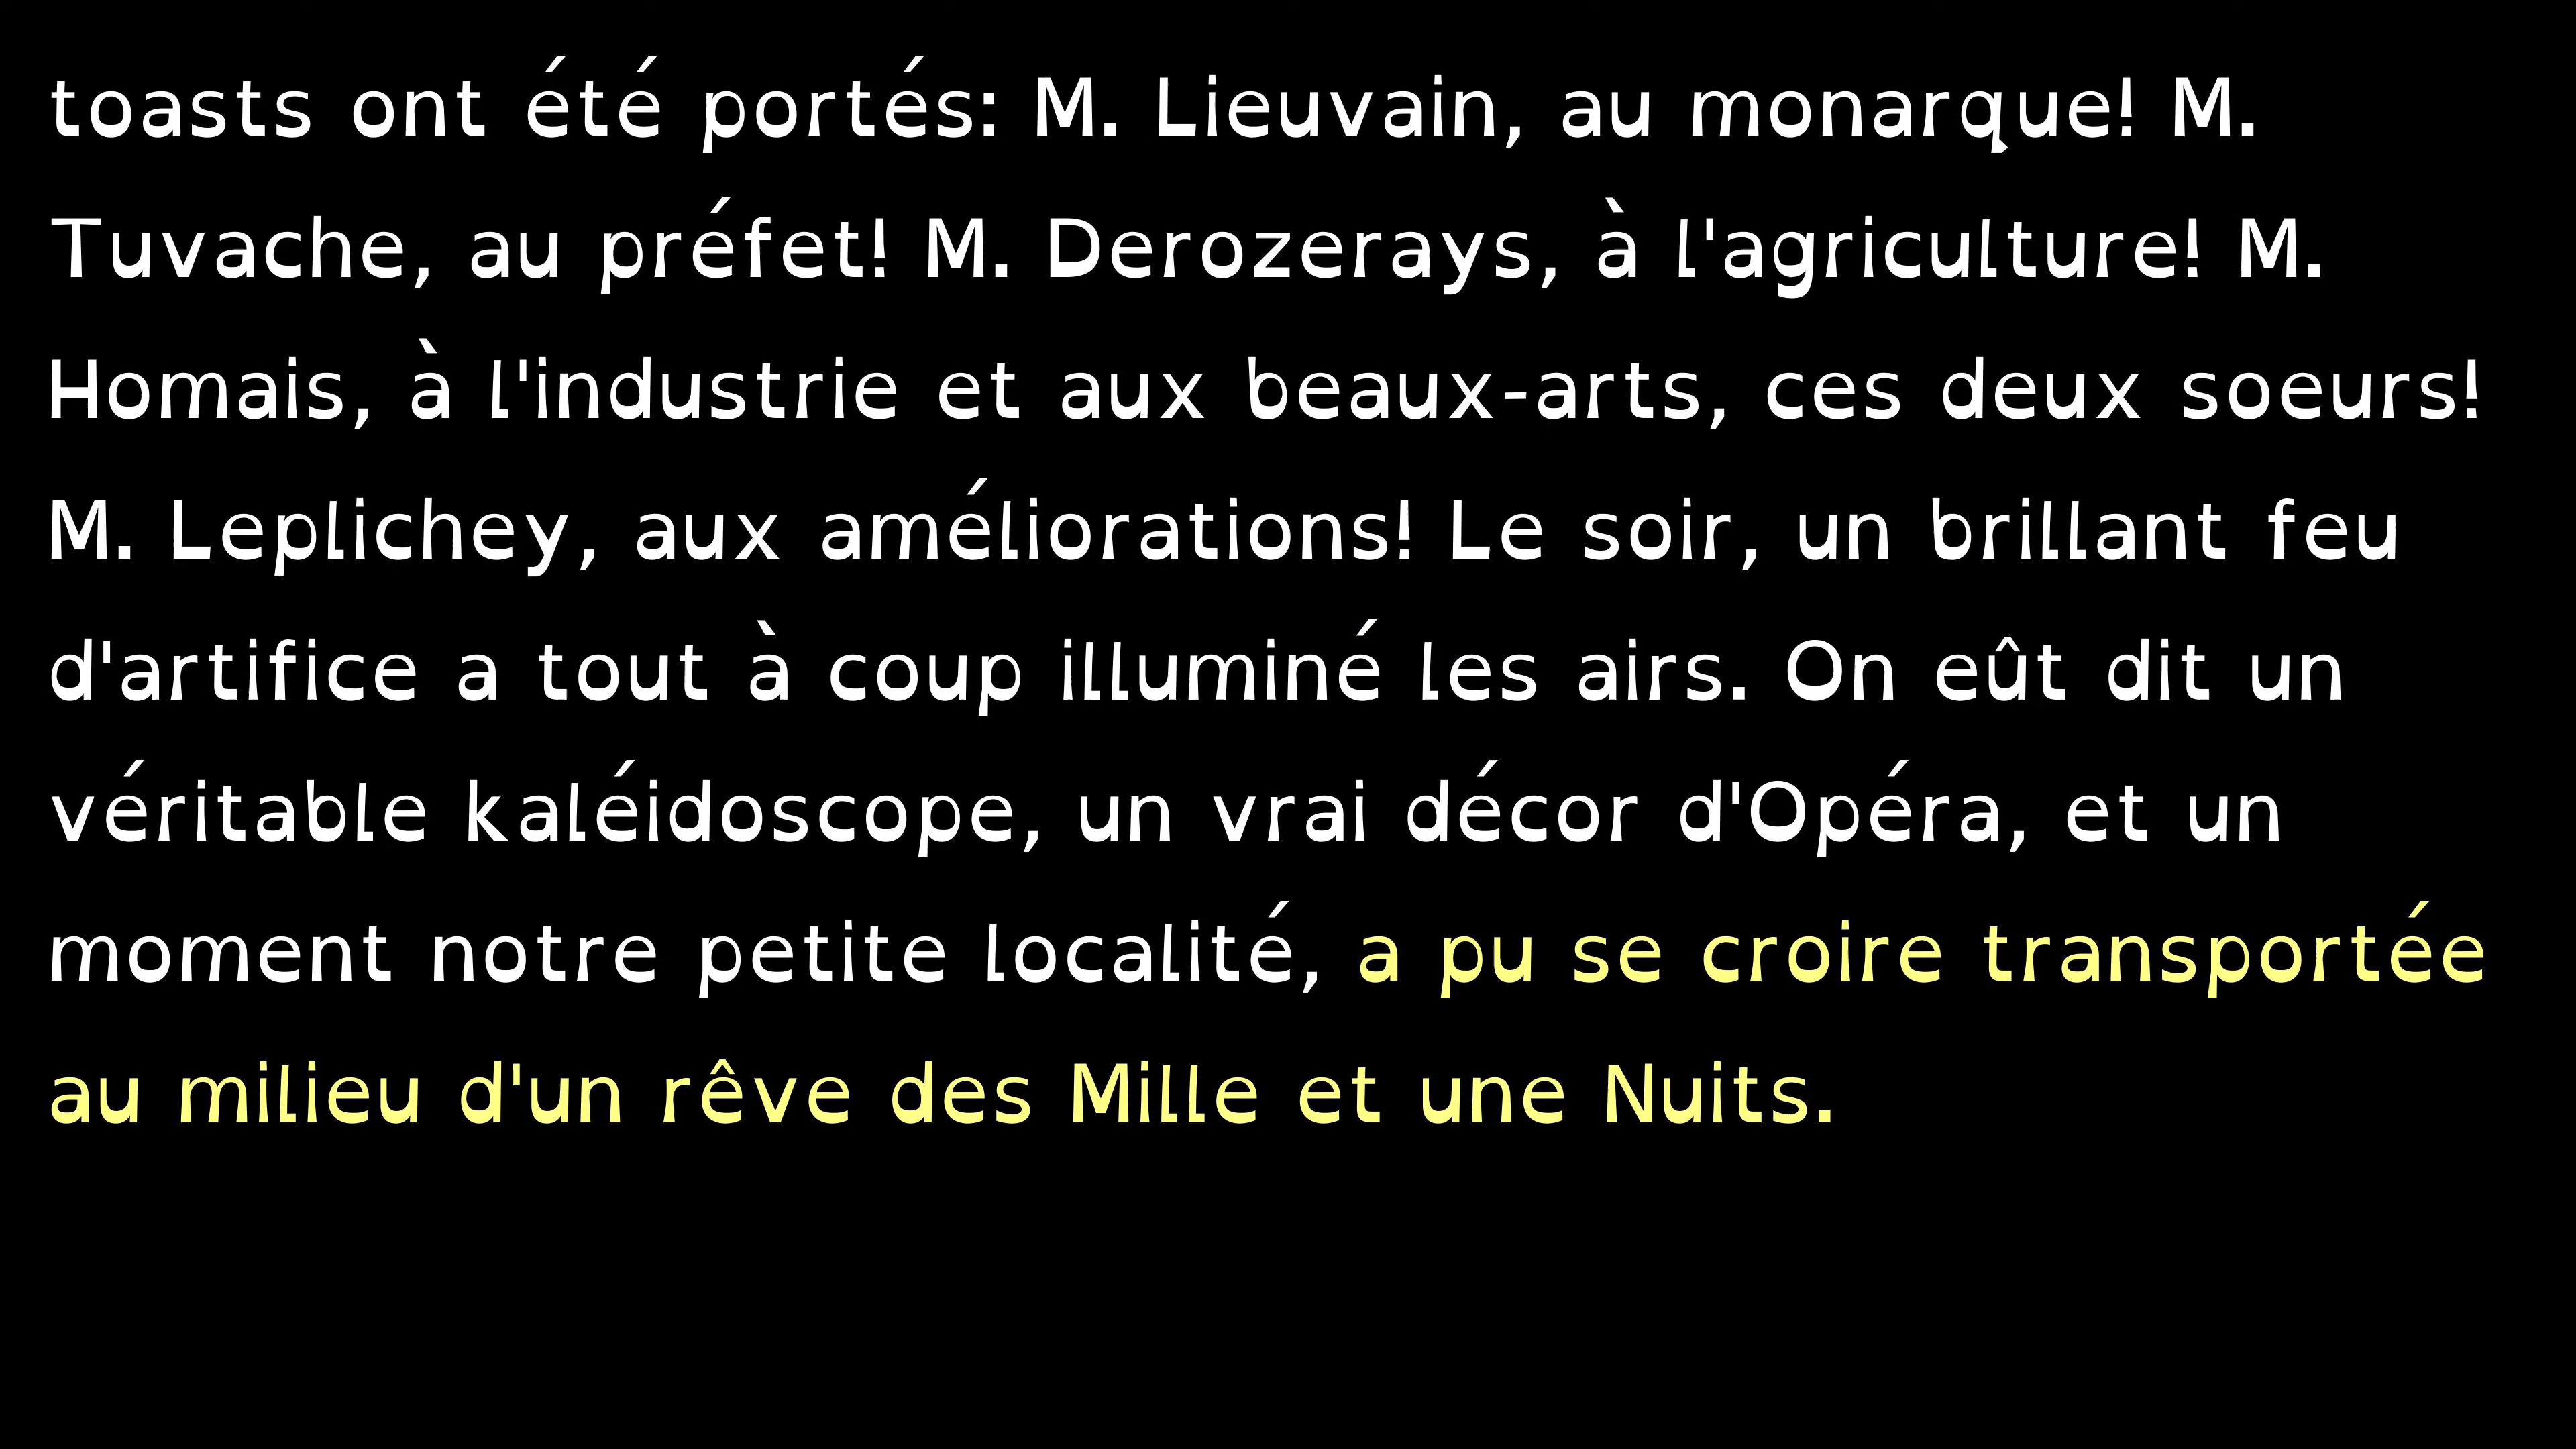 toasts ont été portés: M. Lieuvain, au monarque! M.
Tuvache, au préfet! M. Derozerays, à l'agriculture! M.
Homais, à l'industrie et aux beaux-arts, ces deux soeurs!
M. Leplichey, aux améliorations! Le soir, un brillant feu
d'artifice a tout à coup illuminé les airs. On eût dit un
véritable kaléidoscope, un vrai décor d'Opéra, et un
moment notre petite localité, a pu se croire transportée
au milieu d'un rêve des Mille et une Nuits.